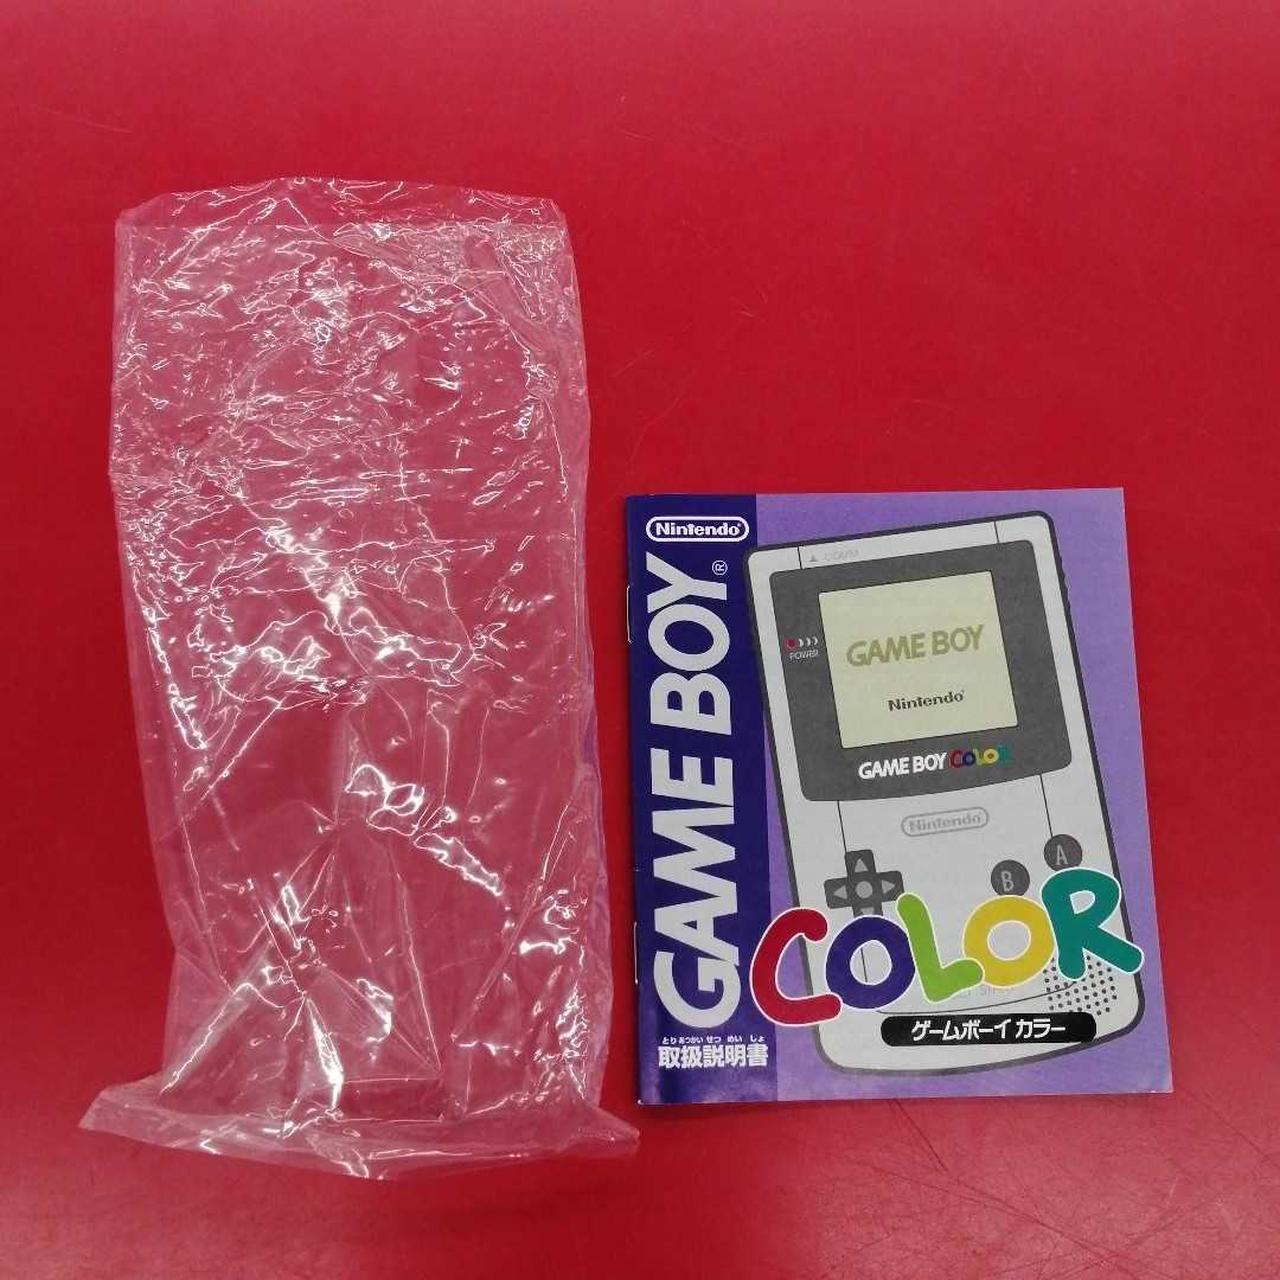 Nintendo®
GAME BOY®
COMM
POWER
GAME BOY
Nintendo®
GAME BOY COLOR
Nintendo
A
B
COLOR
ゲームボーイカラー
とりあつかいせつめいしょ
取扱説明書